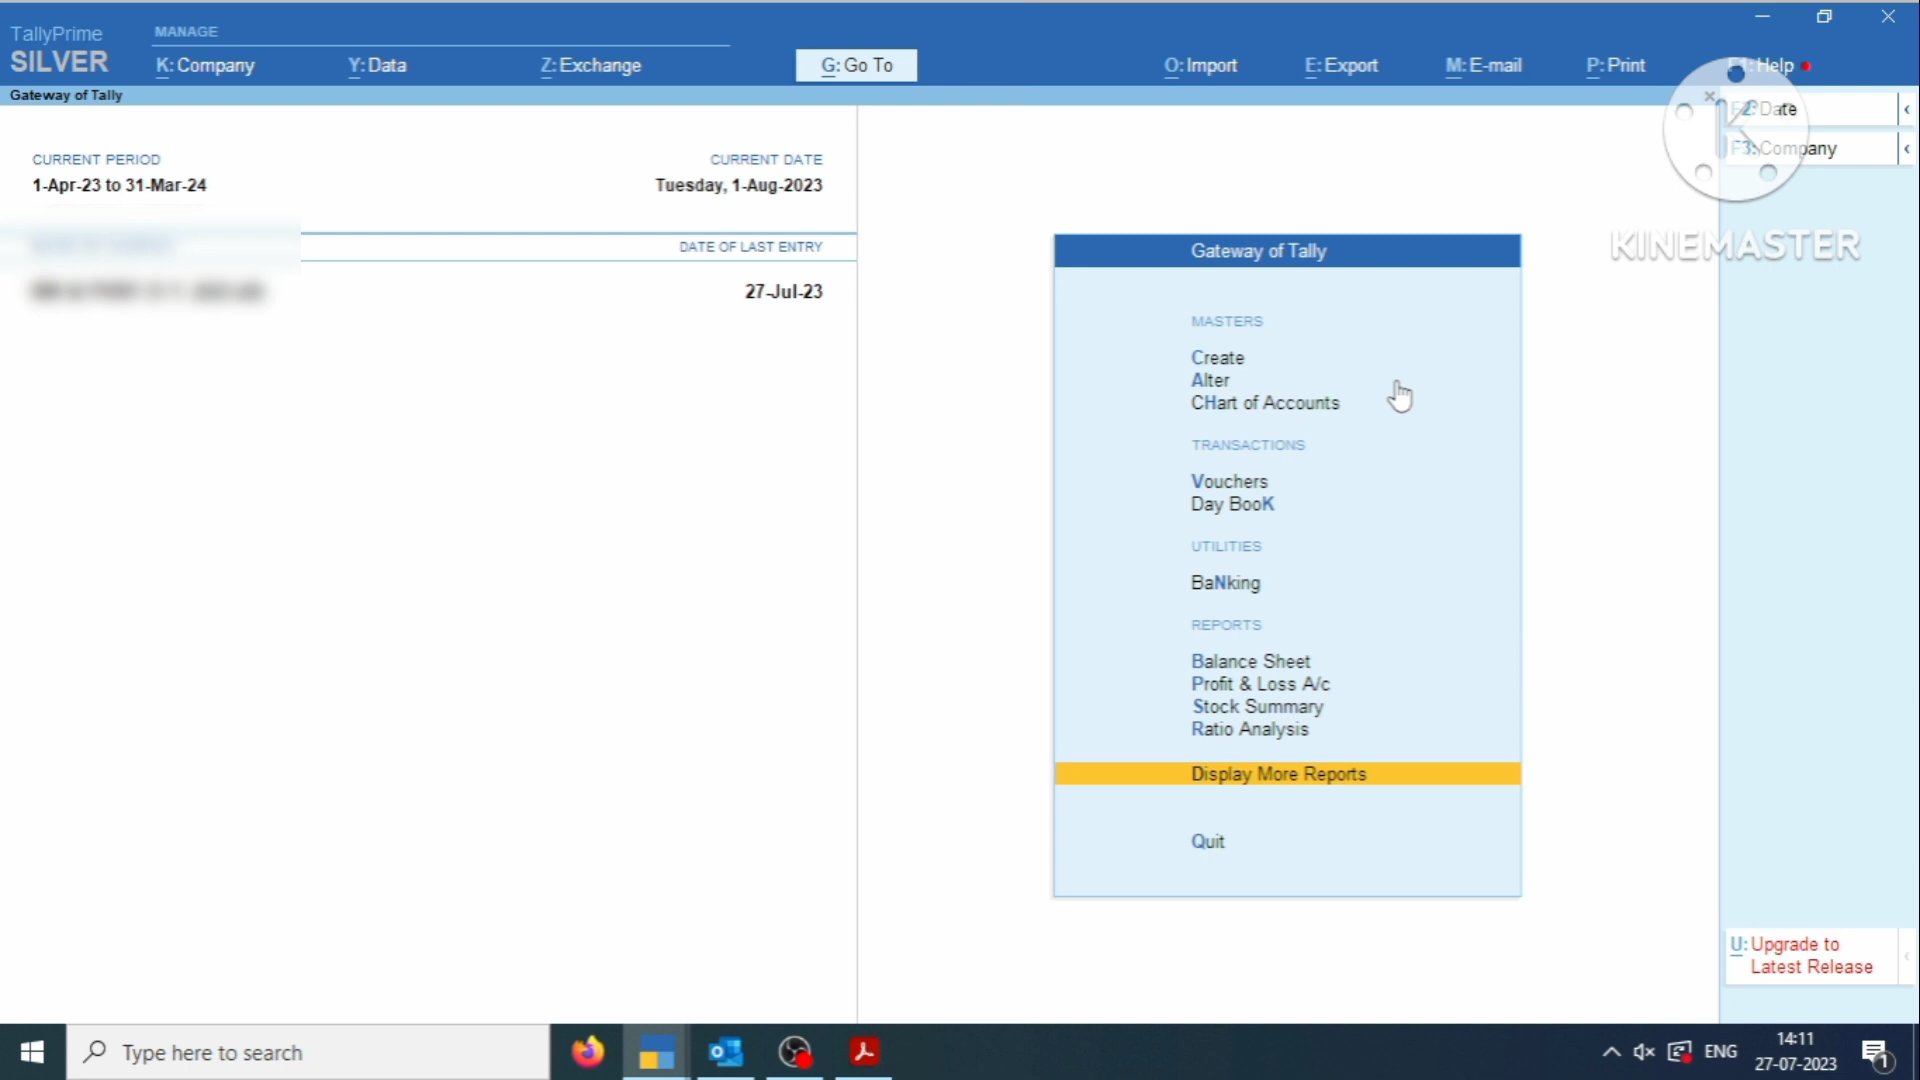 TallyPrime
SILVER
MANAGE
K: Company
Y: Data
Z: Exchange
G: Go To
O: Import
E: Export
M: E-mail
P: Print
F1: Help
Gateway of Tally
F2: Date
F3: Company
KINEMASTER
CURRENT PERIOD
1-Apr-23 to 31-Mar-24
CURRENT DATE
Tuesday, 1-Aug-2023
DATE OF LAST ENTRY
27-Jul-23
Gateway of Tally
MASTERS
Create
Alter
CHart of Accounts
TRANSACTIONS
Vouchers
Day BooK
UTILITIES
BaNking
REPORTS
Balance Sheet
Profit & Loss A/c
Stock Summary
Ratio Analysis
Display More Reports
Quit
U: Upgrade to
Latest Release
Type here to search
ENG
14:11
27-07-2023
1